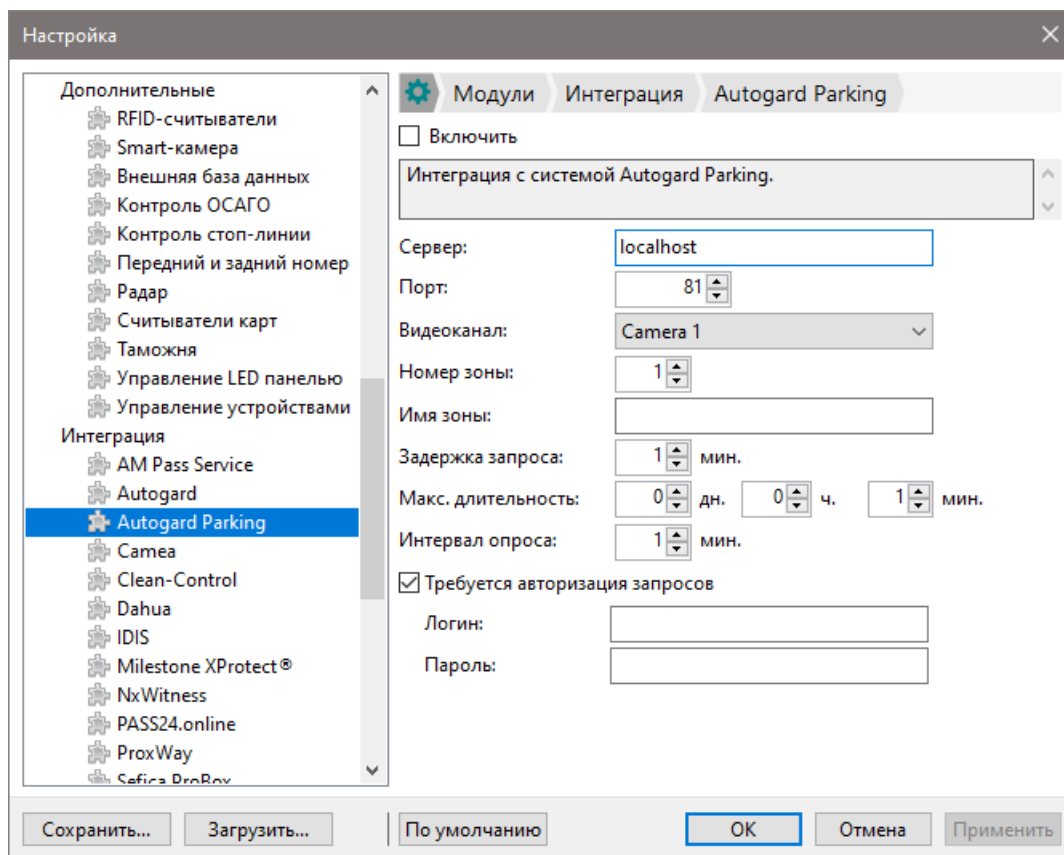 Настройка
Дополнительные
RFID-считыватели
Smart-камера
Внешняя база данных
Контроль ОСАГО
Контроль стоп-линии
Передний и задний номер
Радар
Считыватели карт
Таможня
Управление LED панелью
Управление устройствами
Интеграция
AM Pass Service
Autogard
Autogard Parking
Camea
Clean-Control
Dahua
IDIS
Milestone XProtect®
NxWitness
PASS24.online
ProxWay
Sefica ProBox
Модули Интеграция Autogard Parking
Включить
Интеграция с системой Autogard Parking.
Сервер: localhost
Порт: 81
Видеоканал: Camera 1
Номер зоны: 1
Имя зоны:
Задержка запроса: 1 мин.
Макс. длительность: 0 дн. 0 ч. 1 мин.
Интервал опроса: 1 мин.
Требуется авторизация запросов
Логин:
Пароль:
Сохранить... Загрузить... По умолчанию OK Отмена Применить